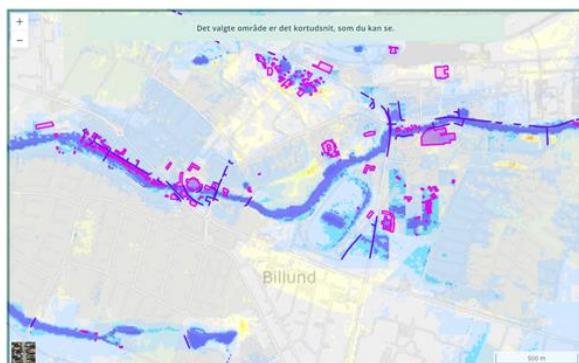 Det valgte område er det kortudsnit, som du kan se.
+
−
Billund
500 m